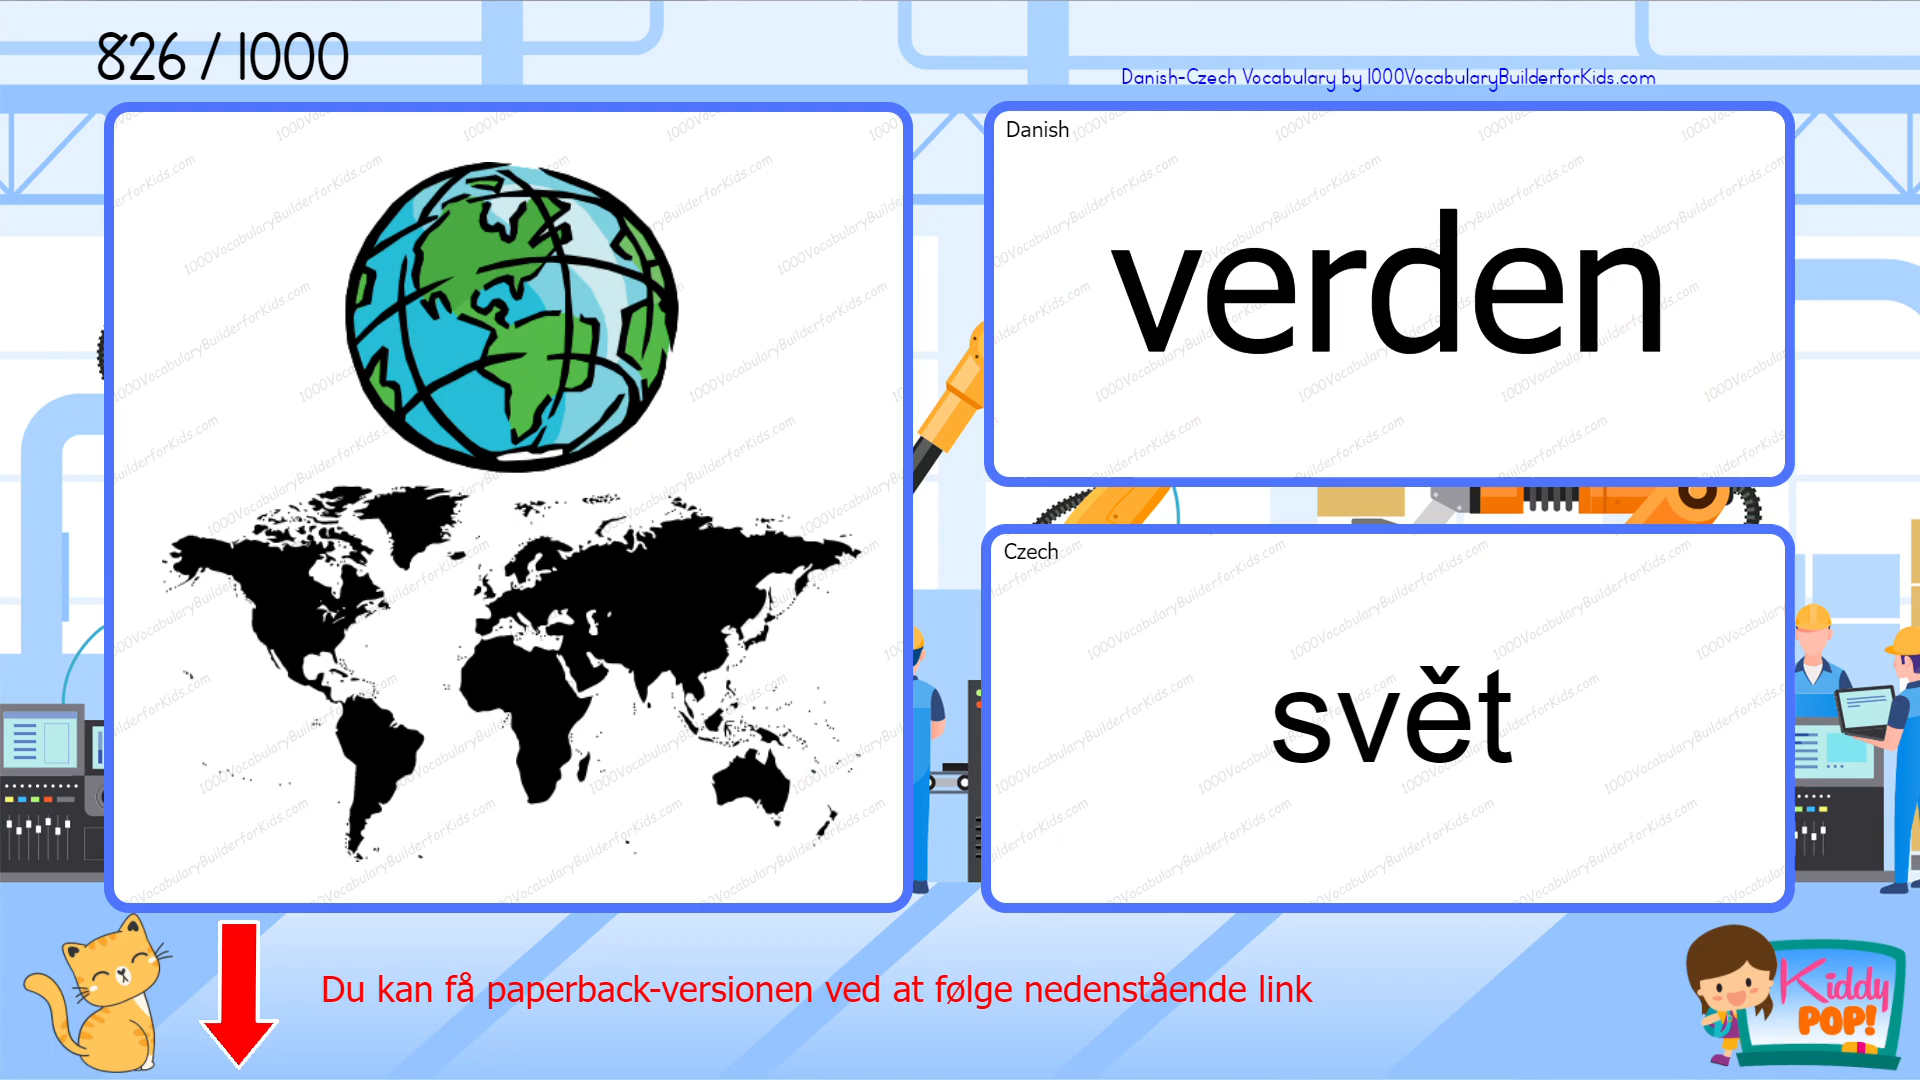 826 / 1000
Danish-Czech Vocabulary by 1000VocabularyBuilderforKids.com
Danish
verden
Czech
svět
Du kan få paperback-versionen ved at følge nedenstående link
Kiddy
POP!